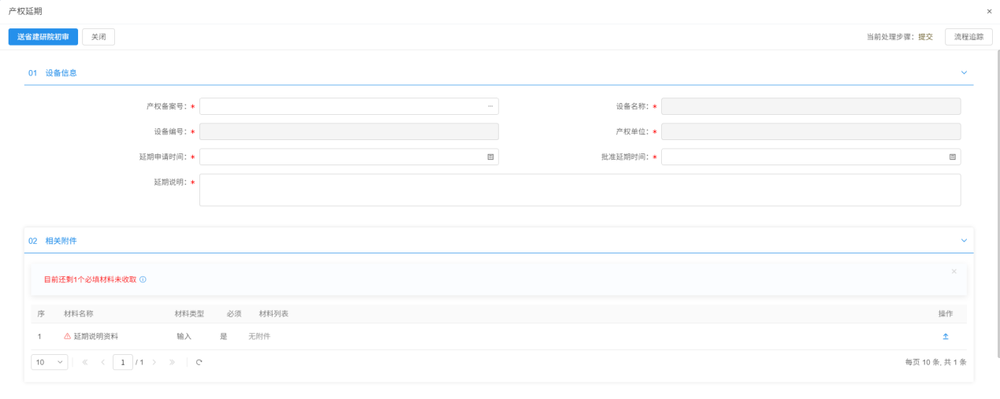 产权延期 ×
送省建研院初审 关闭 当前处理步骤：提交 流程追踪
01 设备信息
产权备案号：* ··· 设备名称：*
设备编号：* 产权单位：*
延期申请时间：* 批准延期时间：*
延期说明：*
02 相关附件
目前还剩1个必填材料未收取 ×
序 材料名称 材料类型 必须 材料列表 操作
1 延期说明资料 输入 是 无附件
10 « < 1 / 1 > » 每页 10 条, 共 1 条